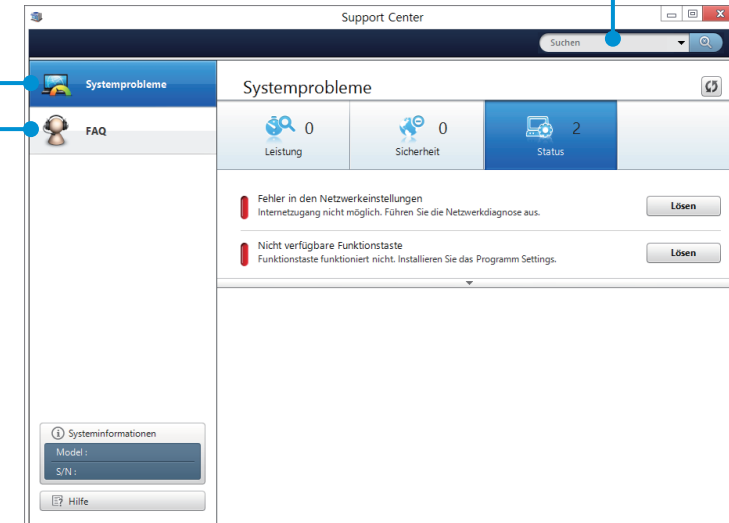 Support Center
Suchen
Systemprobleme
FAQ
Systemprobleme
0
Leistung
0
Sicherheit
2
Status
Fehler in den Netzwerkeinstellungen
Internetzugang nicht möglich. Führen Sie die Netzwerkdiagnose aus.
Lösen
Nicht verfügbare Funktionstaste
Funktionstaste funktioniert nicht. Installieren Sie das Programm Settings.
Lösen
Systeminformationen
Model :
S/N :
Hilfe